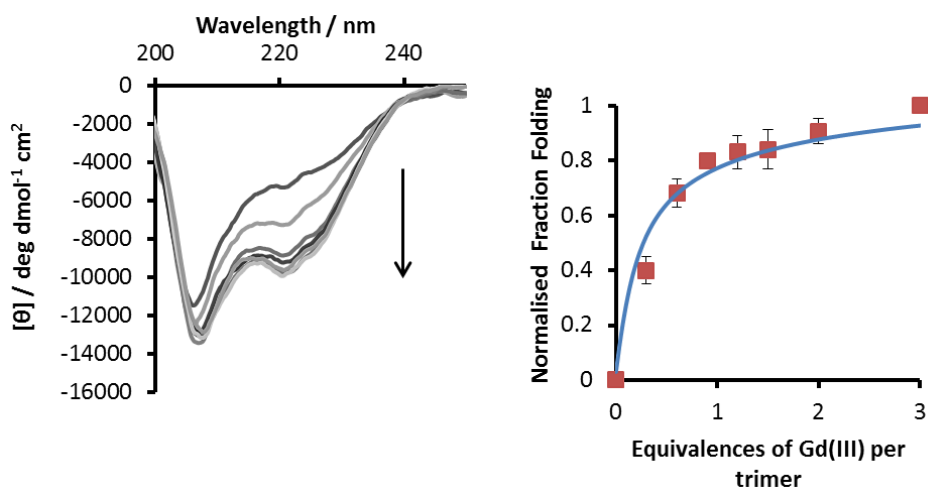 Wavelength / nm
200 220 240
0
-2000
-4000
-6000
-8000
-10000
-12000
-14000
-16000
[θ] / deg dmol⁻¹ cm²
1
0.8
0.6
0.4
0.2
0
0 1 2 3
Normalised Fraction Folding
Equivalences of Gd(III) per
trimer